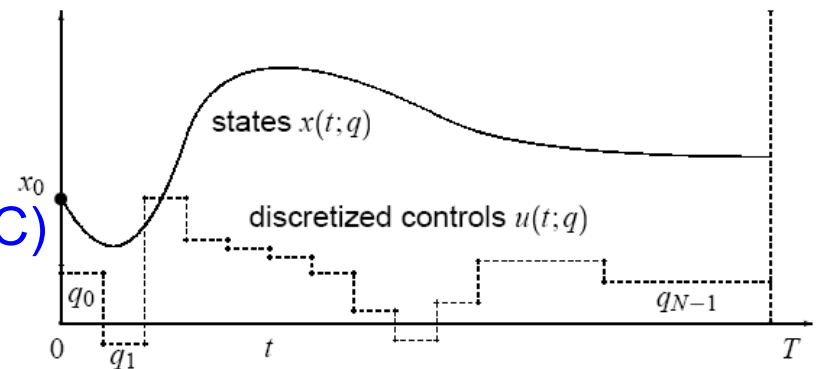 states x(t;q)
x₀
C)
discretized controls u(t;q)
q₀
qN−1
0
q₁
t
T